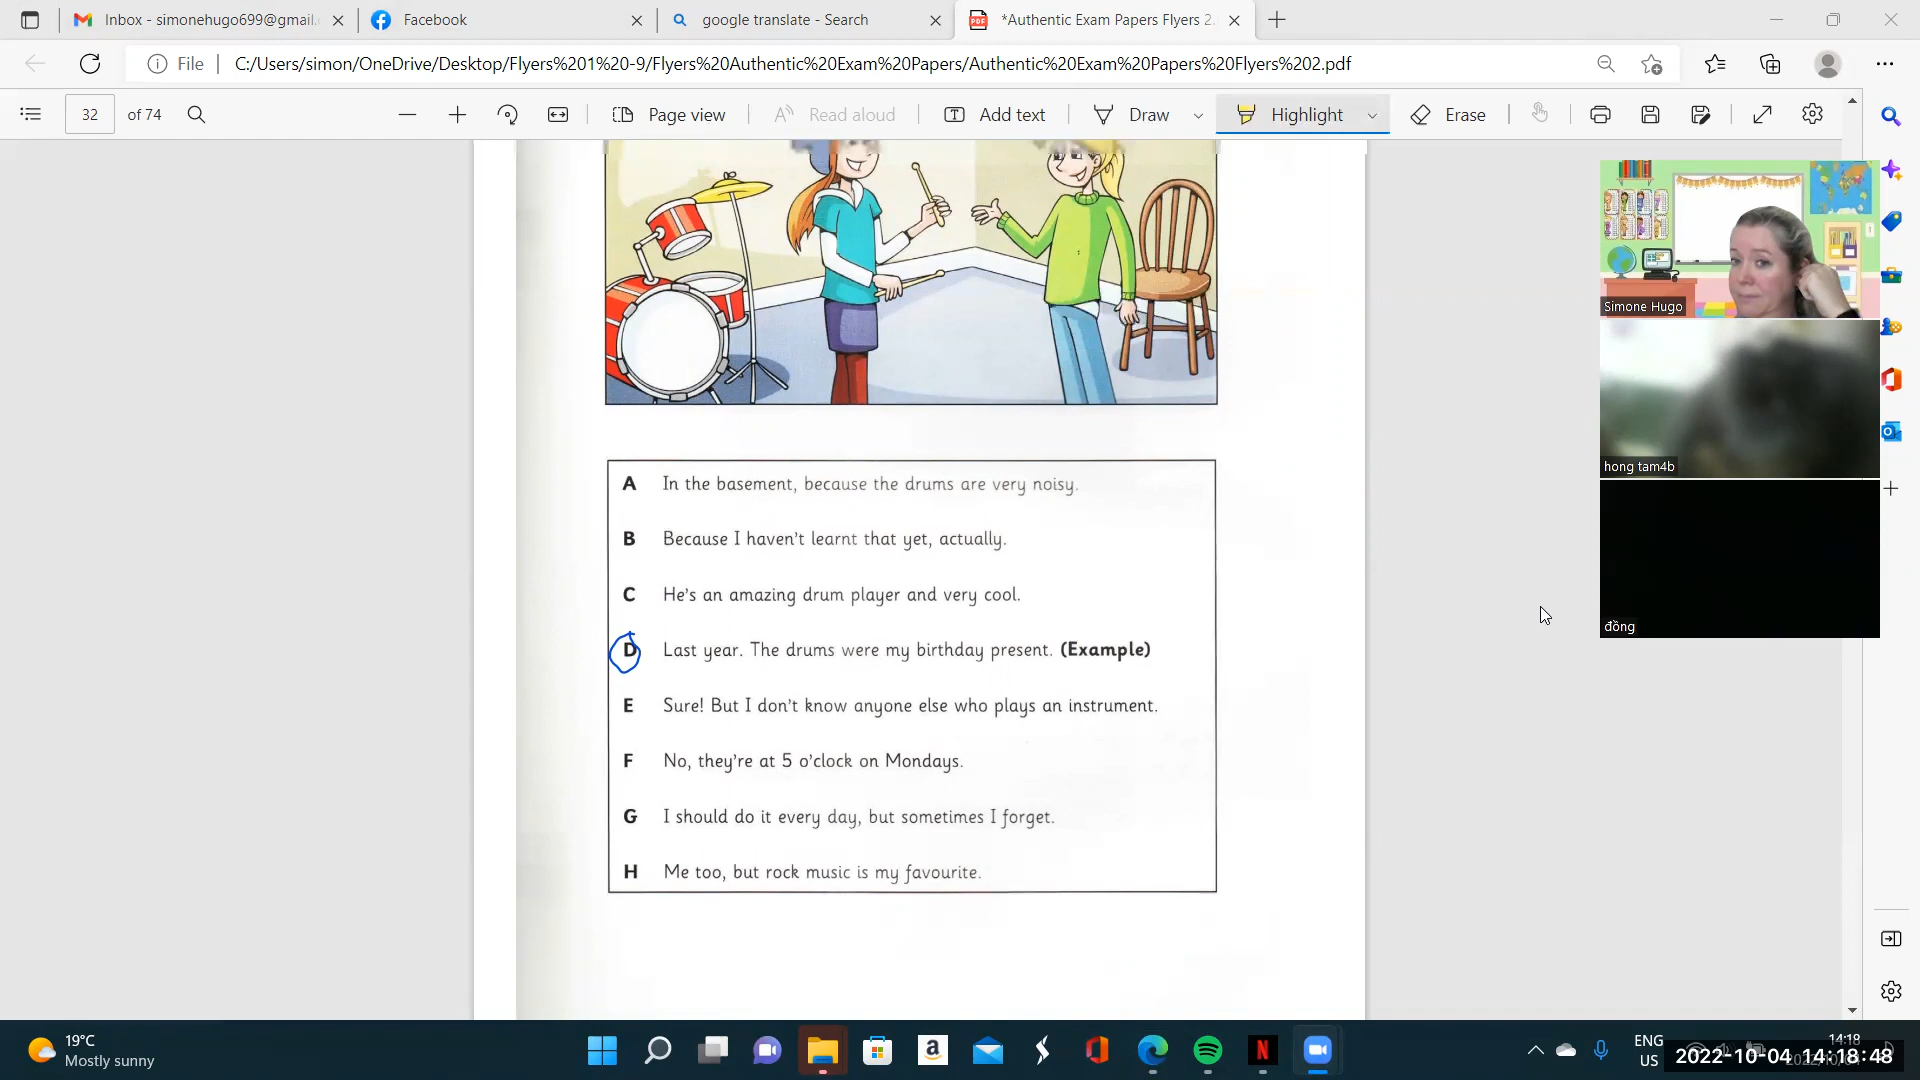 Inbox - simonehugo699@gmail.
Facebook
google translate - Search
*Authentic Exam Papers Flyers 2.
File
C:/Users/simon/OneDrive/Desktop/Flyers%201%20-9/Flyers%20Authentic%20Exam%20Papers/Authentic%20Exam%20Papers%20Flyers%202.pdf
32 of 74
Page view
Read aloud
Add text
Draw
Highlight
Erase
Simone Hugo
hong tam4b
đồng
A In the basement, because the drums are very noisy.
B Because I haven't learnt that yet, actually.
C He's an amazing drum player and very cool.
D Last year. The drums were my birthday present. (Example)
E Sure! But I don't know anyone else who plays an instrument.
F No, they're at 5 o'clock on Mondays.
G I should do it every day, but sometimes I forget.
H Me too, but rock music is my favourite.
19°C
Mostly sunny
ENG
US
14:18
2022-10-04 14:18:48